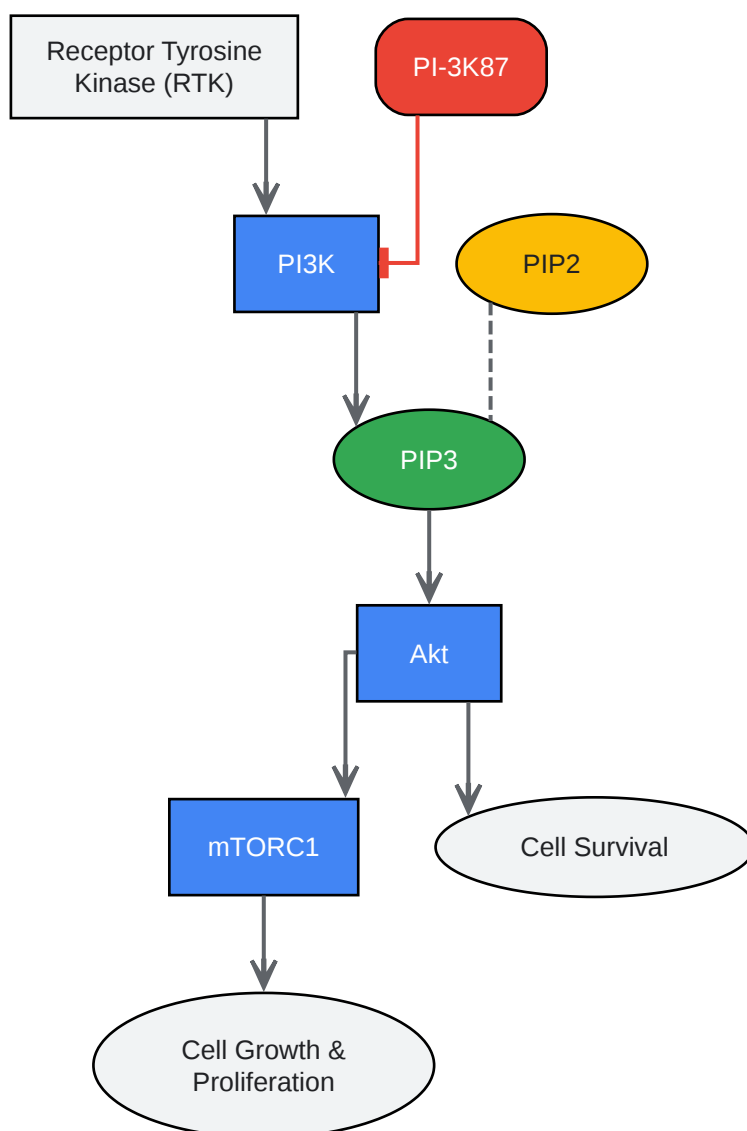 Receptor Tyrosine
Kinase (RTK)
PI-3K87
PI3K
PIP2
PIP3
Akt
mTORC1
Cell Survival
Cell Growth &
Proliferation